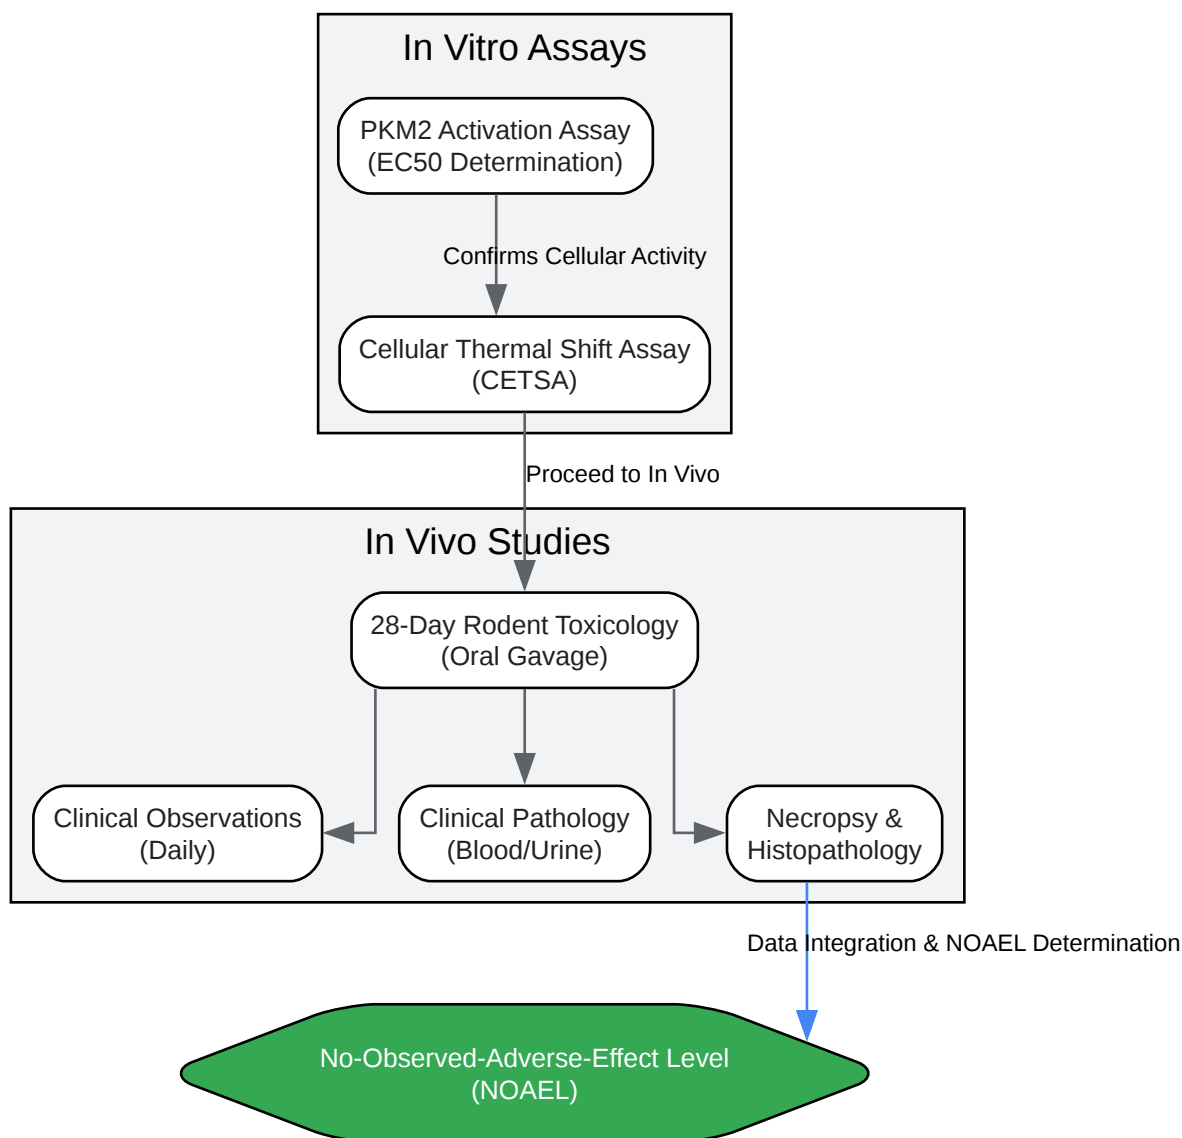 In Vitro Assays
PKM2 Activation Assay
(EC50 Determination)
Confirms Cellular Activity
Cellular Thermal Shift Assay
(CETSA)
Proceed to In Vivo
In Vivo Studies
28-Day Rodent Toxicology
(Oral Gavage)
Clinical Observations
(Daily)
Clinical Pathology
(Blood/Urine)
Necropsy &
Histopathology
Data Integration & NOAEL Determination
No-Observed-Adverse-Effect Level
(NOAEL)